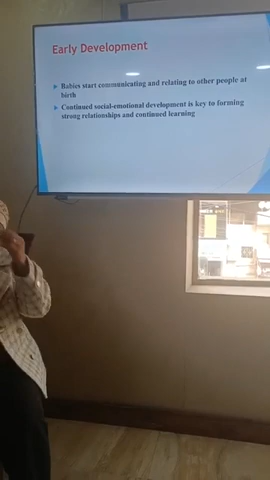 Early Development
Babies start communicating and relating to other people at
birth
Continued social-emotional development is key to forming
strong relationships and continued learning